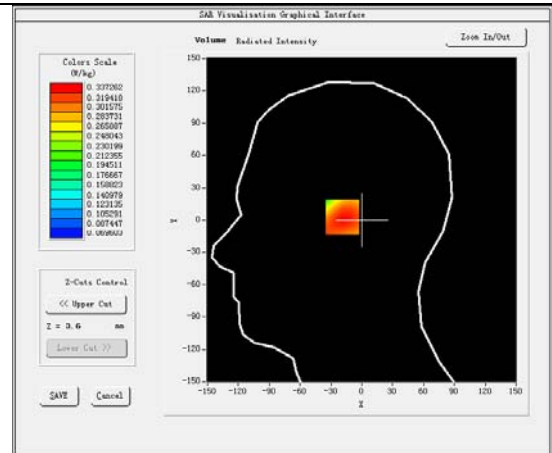 SAR Visualisation Graphical Interface
Volume Radiated Intensity
Zoom In/Out
Colors Scale
(W/kg)
0.337262
0.319418
0.301575
0.283731
0.265887
0.248043
0.230199
0.212355
0.194511
0.176667
0.158823
0.140979
0.123135
0.105291
0.087447
0.069603
Z-Cuts Control
<< Upper Cut
Z = 3.6 mm
Lower Cut >>
SAVE Cancel
150
120
90
60
30
Y 0
-30
-60
-90
-120
-150
-150 -120 -90 -60 -30 0 30 60 90 120 150
X